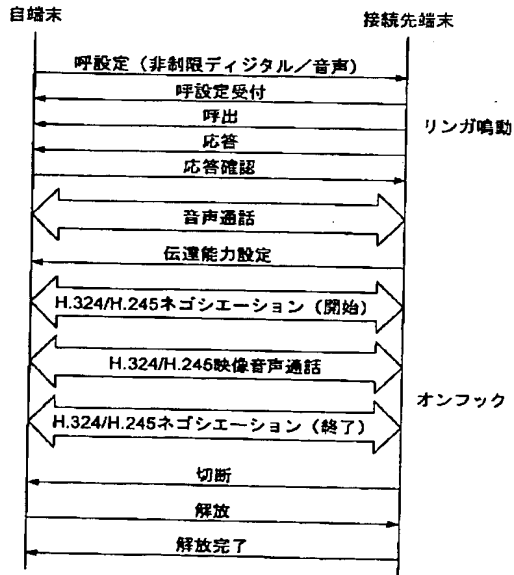 自端末
接続先端末
呼設定（非制限ディジタル／音声）
呼設定受付
呼出
リンガ鳴動
応答
応答確認
音声通話
伝達能力設定
H.324/H.245ネゴシエーション（開始）
H.324/H.245映像音声通話
オンフック
H.324/H.245ネゴシエーション（終了）
切断
解放
解放完了